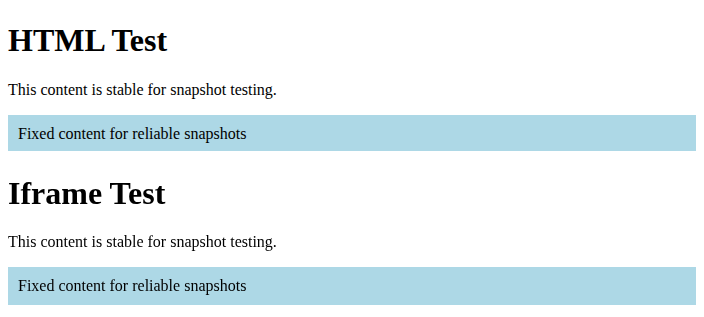 HTML Test
This content is stable for snapshot testing.
Fixed content for reliable snapshots
Iframe Test
This content is stable for snapshot testing.
Fixed content for reliable snapshots